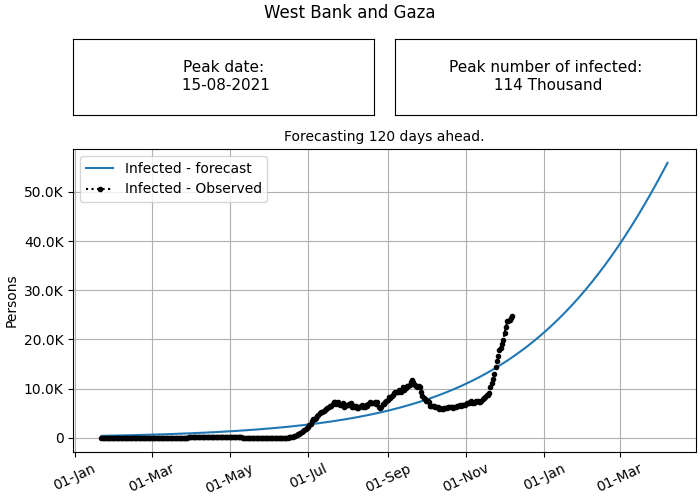 West Bank and Gaza
Peak date:
15-08-2021
Peak number of infected:
114 Thousand
Forecasting 120 days ahead.
Infected - forecast
Infected - Observed
Persons
50.0K
40.0K
30.0K
20.0K
10.0K
0
01-Jan
01-Mar
01-May
01-Jul
01-Sep
01-Nov
01-Jan
01-Mar